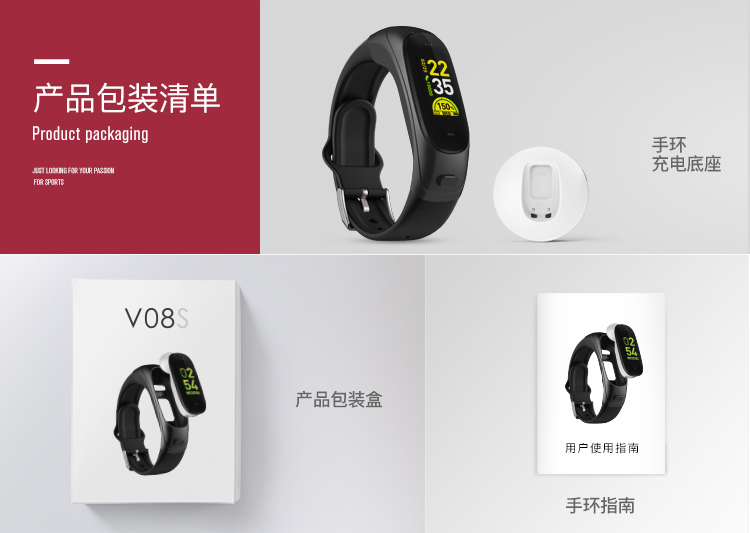 产品包装清单
Product packaging
JUST LOOKING FOR YOUR PASSION
FOR SPORTS
22
35
150
手环
充电底座
V08S
02
54
产品包装盒
02
54
用户使用指南
手环指南